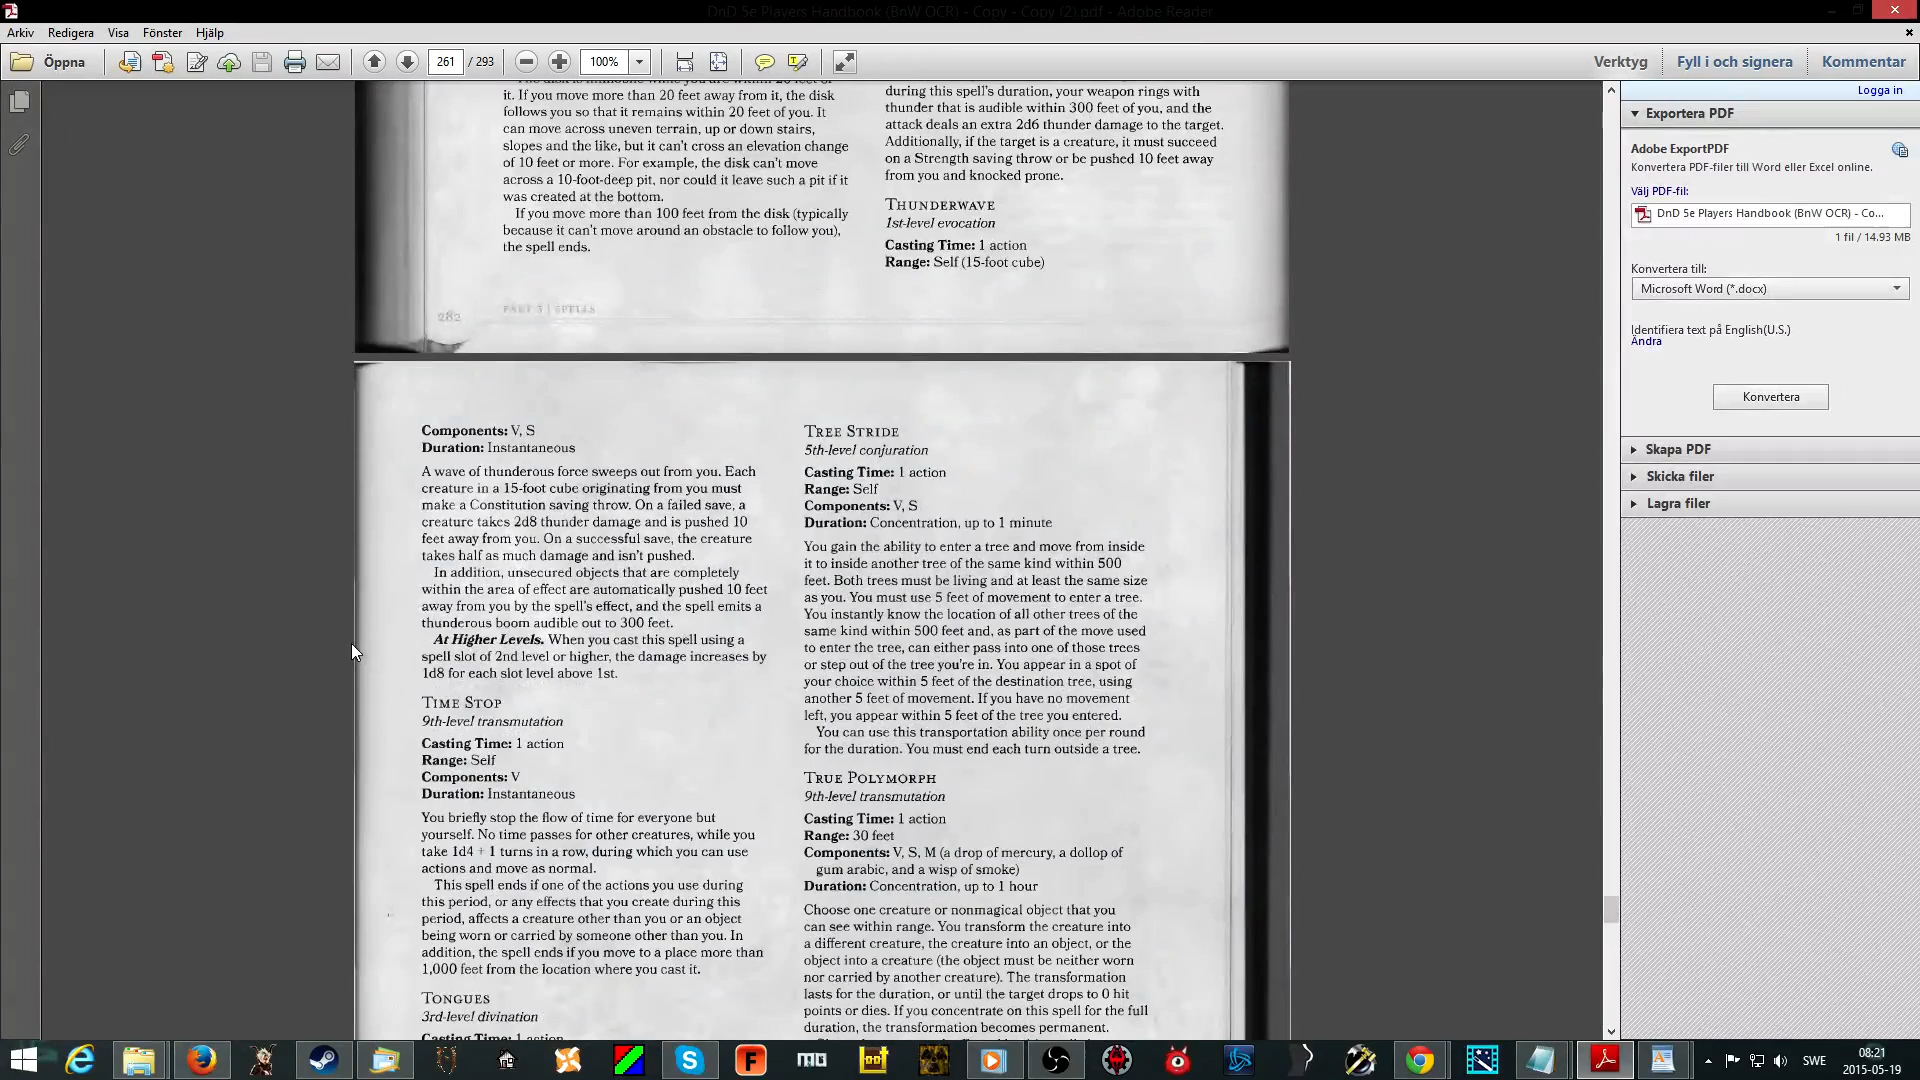 DnD 5e Players Handbook (BnW OCR) - Copy - Copy (2).pdf - Adobe Reader
Arkiv Redigera Visa Fönster Hjälp
Öppna 261 / 293 100% Verktyg Fyll i och signera Kommentar
it. If you move more than 20 feet away from it, the disk
follows you so that it remains within 20 feet of you. It
can move across uneven terrain, up or down stairs,
slopes and the like, but it can't cross an elevation change
of 10 feet or more. For example, the disk can't move
across a 10-foot-deep pit, nor could it leave such a pit if it
was created at the bottom.
If you move more than 100 feet from the disk (typically
because it can't move around an obstacle to follow you),
the spell ends.
282 PART 3 | SPELLS
during this spell's duration, your weapon rings with
thunder that is audible within 300 feet of you, and the
attack deals an extra 2d6 thunder damage to the target.
Additionally, if the target is a creature, it must succeed
on a Strength saving throw or be pushed 10 feet away
from you and knocked prone.
THUNDERWAVE
1st-level evocation
Casting Time: 1 action
Range: Self (15-foot cube)
Components: V, S
Duration: Instantaneous
A wave of thunderous force sweeps out from you. Each
creature in a 15-foot cube originating from you must
make a Constitution saving throw. On a failed save, a
creature takes 2d8 thunder damage and is pushed 10
feet away from you. On a successful save, the creature
takes half as much damage and isn't pushed.
In addition, unsecured objects that are completely
within the area of effect are automatically pushed 10 feet
away from you by the spell's effect, and the spell emits a
thunderous boom audible out to 300 feet.
At Higher Levels. When you cast this spell using a
spell slot of 2nd level or higher, the damage increases by
1d8 for each slot level above 1st.
TIME STOP
9th-level transmutation
Casting Time: 1 action
Range: Self
Components: V
Duration: Instantaneous
You briefly stop the flow of time for everyone but
yourself. No time passes for other creatures, while you
take 1d4 + 1 turns in a row, during which you can use
actions and move as normal.
This spell ends if one of the actions you use during
this period, or any effects that you create during this
period, affects a creature other than you or an object
being worn or carried by someone other than you. In
addition, the spell ends if you move to a place more than
1,000 feet from the location where you cast it.
TONGUES
3rd-level divination
Casting Time: 1 action
TREE STRIDE
5th-level conjuration
Casting Time: 1 action
Range: Self
Components: V, S
Duration: Concentration, up to 1 minute
You gain the ability to enter a tree and move from inside
it to inside another tree of the same kind within 500
feet. Both trees must be living and at least the same size
as you. You must use 5 feet of movement to enter a tree.
You instantly know the location of all other trees of the
same kind within 500 feet and, as part of the move used
to enter the tree, can either pass into one of those trees
or step out of the tree you're in. You appear in a spot of
your choice within 5 feet of the destination tree, using
another 5 feet of movement. If you have no movement
left, you appear within 5 feet of the tree you entered.
You can use this transportation ability once per round
for the duration. You must end each turn outside a tree.
TRUE POLYMORPH
9th-level transmutation
Casting Time: 1 action
Range: 30 feet
Components: V, S, M (a drop of mercury, a dollop of
gum arabic, and a wisp of smoke)
Duration: Concentration, up to 1 hour
Choose one creature or nonmagical object that you
can see within range. You transform the creature into
a different creature, the creature into an object, or the
object into a creature (the object must be neither worn
nor carried by another creature). The transformation
lasts for the duration, or until the target drops to 0 hit
points or dies. If you concentrate on this spell for the full
duration, the transformation becomes permanent.
Logga in
Exportera PDF
Adobe ExportPDF
Konvertera PDF-filer till Word eller Excel online.
Välj PDF-fil:
DnD 5e Players Handbook (BnW OCR) - Co...
1 fil / 14.93 MB
Konvertera till:
Microsoft Word (*.docx)
Identifiera text på English(U.S.)
Ändra
Konvertera
Skapa PDF
Skicka filer
Lagra filer
SWE 08:21
2015-05-19